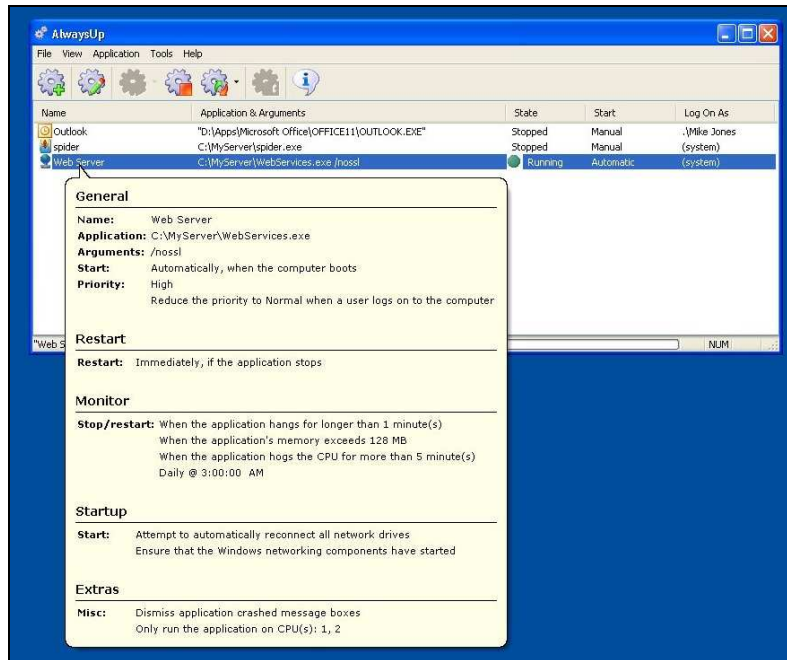 AlwaysUp
File View Application Tools Help
Name Application & Arguments State Start Log On As
Outlook "D:\Apps\Microsoft Office\OFFICE11\OUTLOOK.EXE" Stopped Manual .\Mike Jones
spider C:\MyServer\spider.exe Stopped Manual (system)
Web Server C:\MyServer\WebServices.exe /nossl Running Automatic (system)
General
Name: Web Server
Application: C:\MyServer\WebServices.exe
Arguments: /nossl
Start: Automatically, when the computer boots
Priority: High
Reduce the priority to Normal when a user logs on to the computer
"Web S NUM
Restart
Restart: Immediately, if the application stops
Monitor
Stop/restart: When the application hangs for longer than 1 minute(s)
When the application's memory exceeds 128 MB
When the application hogs the CPU for more than 5 minute(s)
Daily @ 3:00:00 AM
Startup
Start: Attempt to automatically reconnect all network drives
Ensure that the Windows networking components have started
Extras
Misc: Dismiss application crashed message boxes
Only run the application on CPU(s): 1, 2